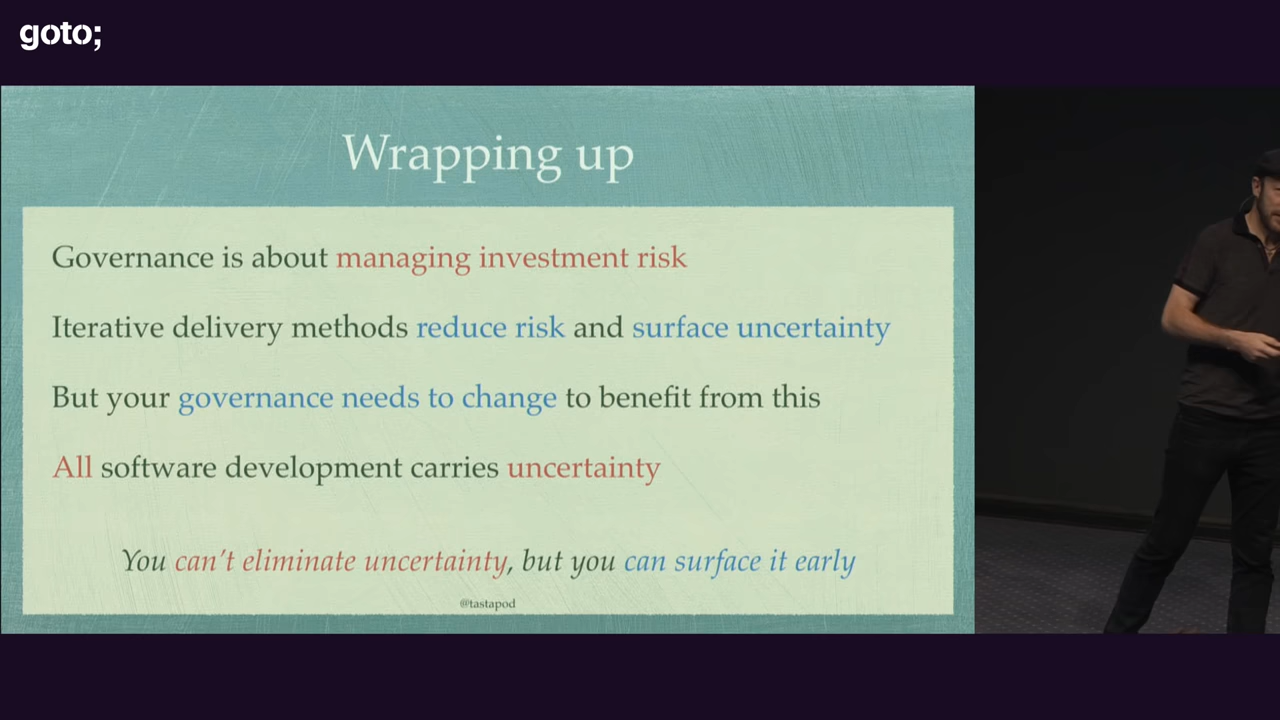 goto;
Wrapping up
Governance is about managing investment risk
Iterative delivery methods reduce risk and surface uncertainty
But your governance needs to change to benefit from this
All software development carries uncertainty
You can't eliminate uncertainty, but you can surface it early
@tastapod